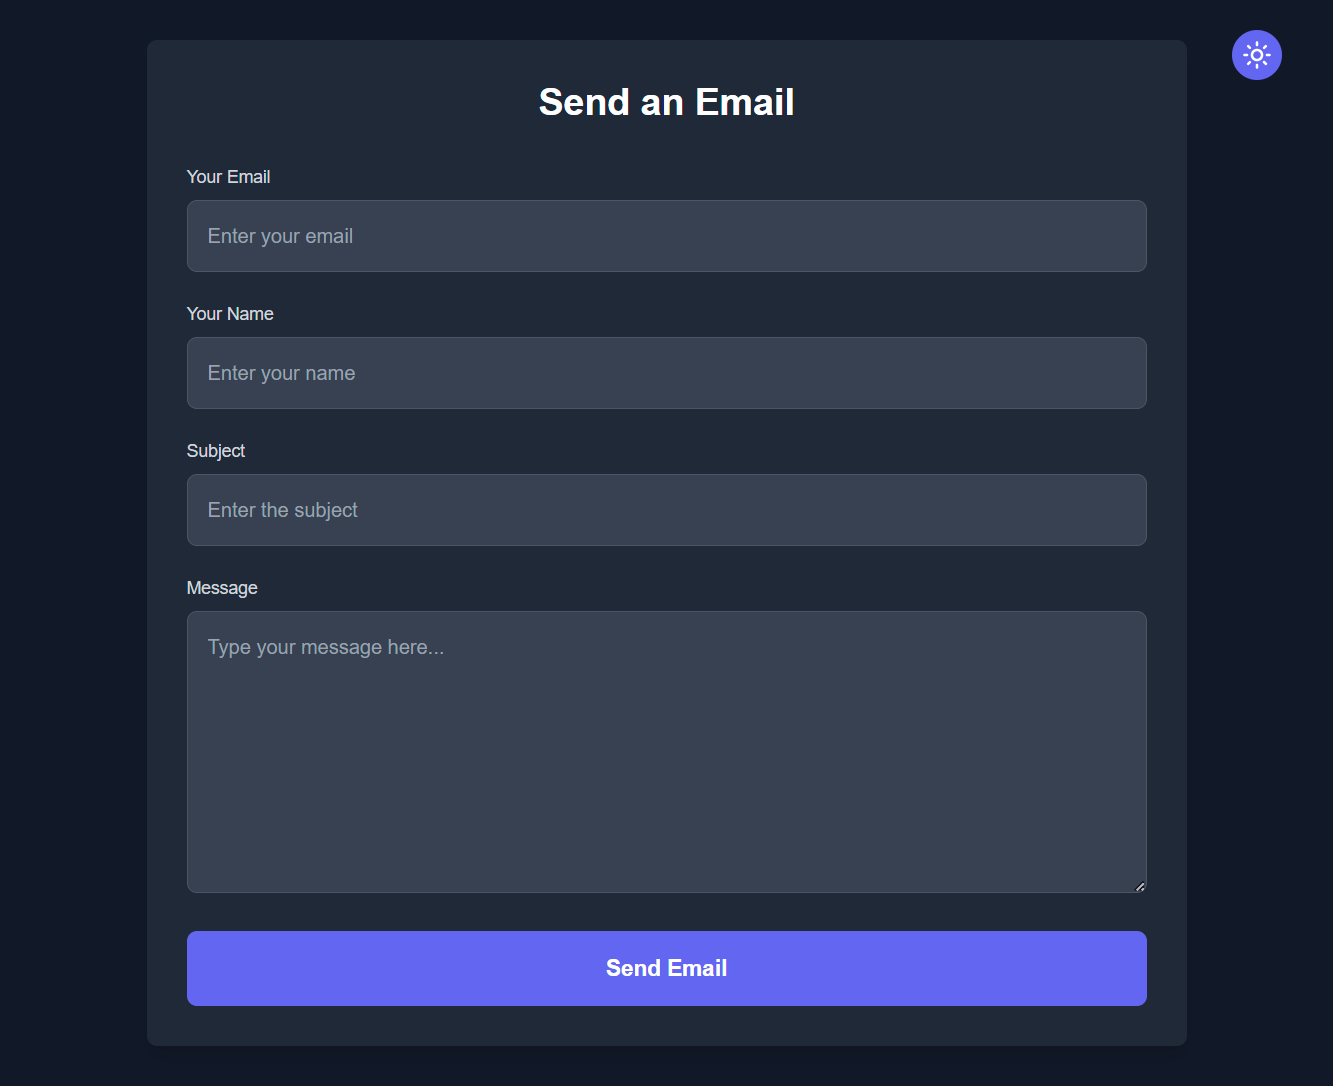 Send an Email
Your Email
Enter your email
Your Name
Enter your name
Subject
Enter the subject
Message
Type your message here...
Send Email